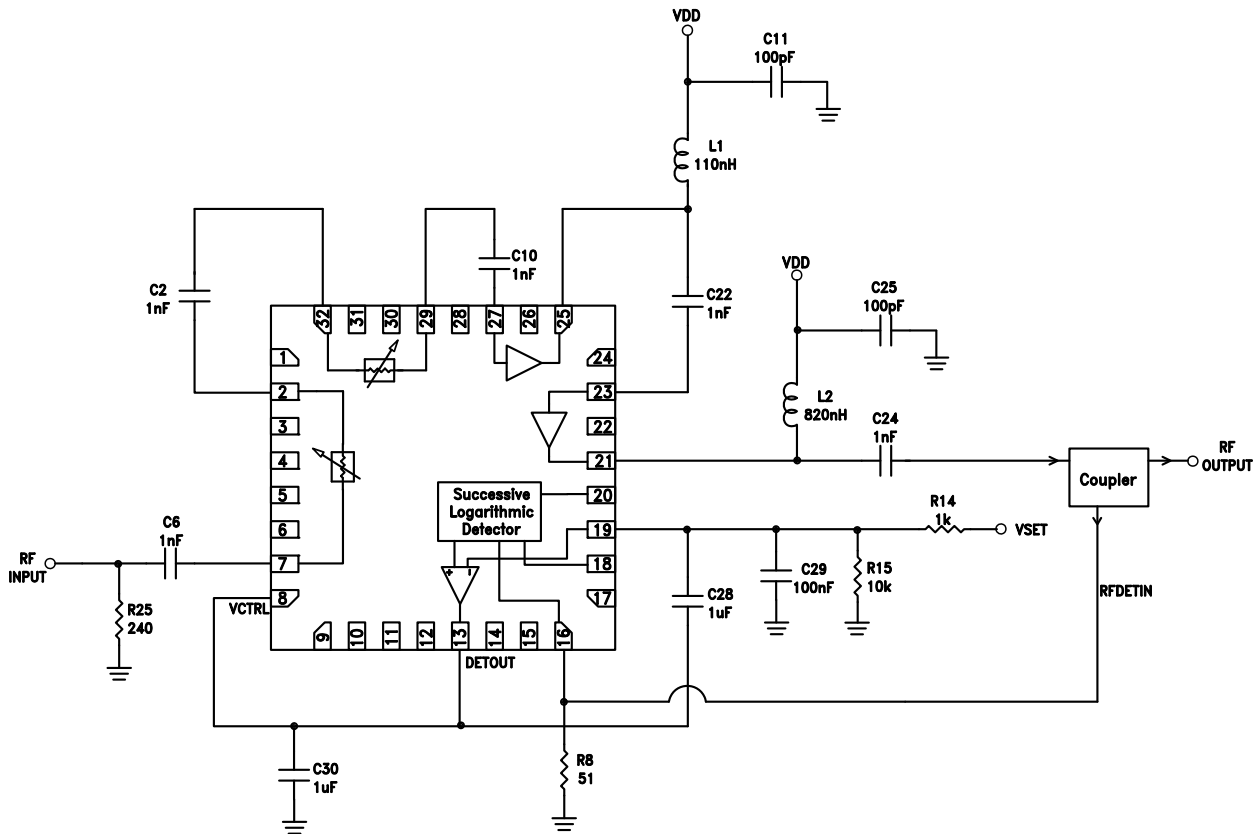 VDD
C11
100pF
L1
110nH
C10
1nF
C2
1nF
VDD
C25
100pF
C22
1nF
L2
820nH
C24
1nF
32
31
30
29
28
27
26
25
1
2
3
4
5
6
7
8
24
23
22
21
20
19
18
17
9
10
11
12
13
14
15
16
Successive
Logarithmic
Detector
+
–
VCTRL
DETOUT
Coupler
RF
OUTPUT
R14
1k
VSET
C6
1nF
RF
INPUT
R25
240
C28
1uF
C29
100nF
R15
10k
RFDETIN
C30
1uF
R8
51